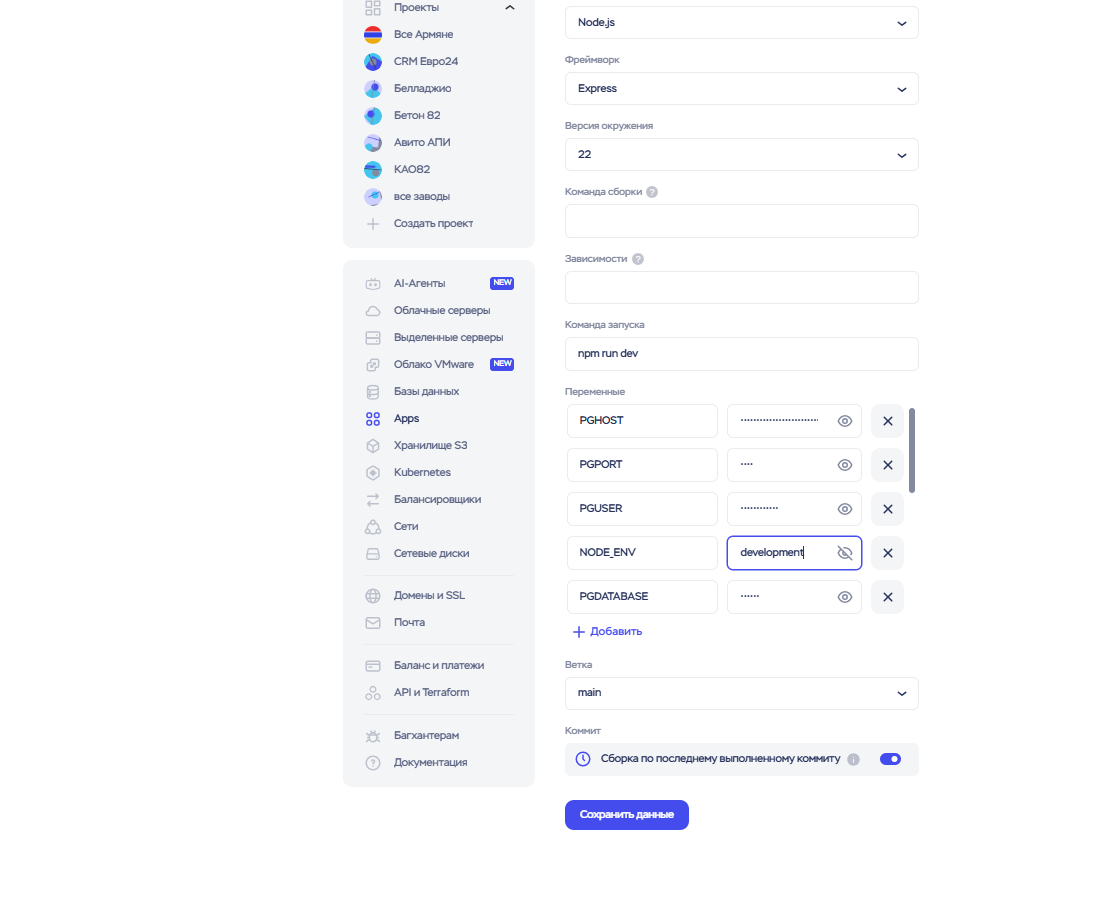 Проекты
Все Армяне
CRM Евро24
Белладжио
Бетон 82
Авито АПИ
КАО82
все заводы
Создать проект
AI-Агенты NEW
Облачные серверы
Выделенные серверы
Облако VMware NEW
Базы данных
Apps
Хранилище S3
Kubernetes
Балансировщики
Сети
Сетевые диски
Домены и SSL
Почта
Баланс и платежи
API и Terraform
Багхантерам
Документация
Node.js
Фреймворк
Express
Версия окружения
22
Команда сборки ?
Зависимости ?
Команда запуска
npm run dev
Переменные
PGHOST
PGPORT
PGUSER
NODE_ENV development
PGDATABASE
Добавить
Ветка
main
Коммит
Сборка по последнему выполненному коммиту i
Сохранить данные